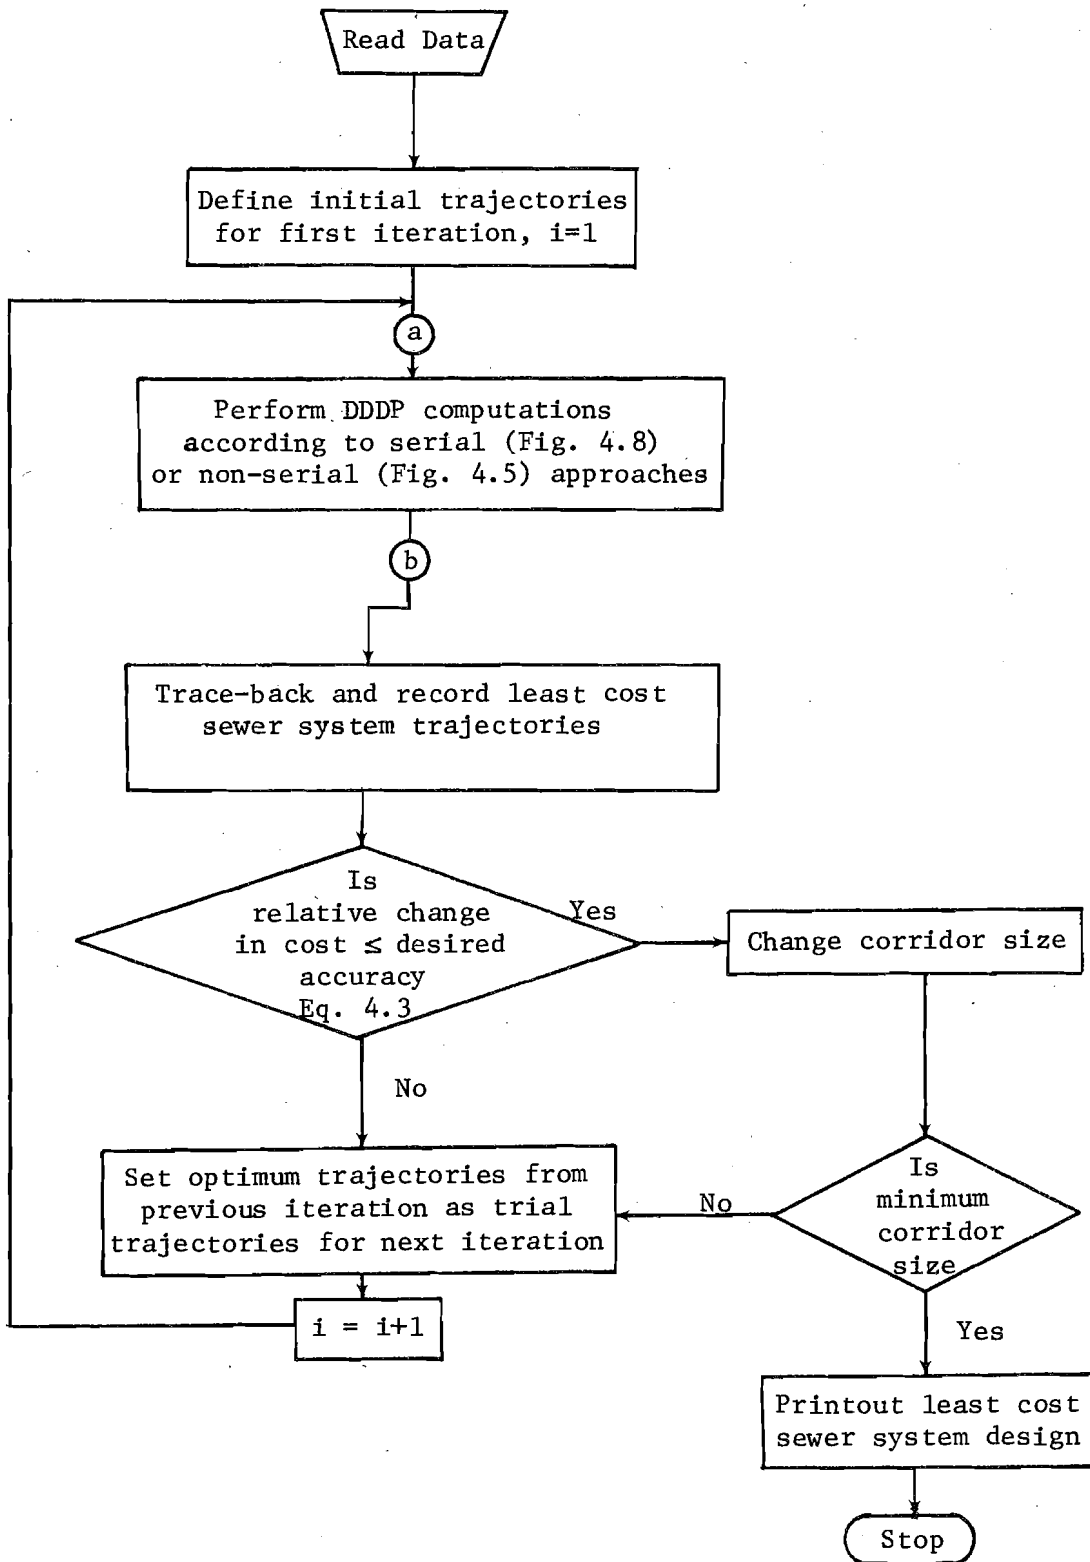 Read Data
Define initial trajectories
for first iteration, i=1
a
Perform DDDP computations
according to serial (Fig. 4.8)
or non-serial (Fig. 4.5) approaches
b
Trace-back and record least cost
sewer system trajectories
Is
relative change
in cost ≤ desired
accuracy
Eq. 4.3
Yes
Change corridor size
No
Set optimum trajectories from
previous iteration as trial
trajectories for next iteration
No
Is
minimum
corridor
size
i = i+1
Yes
Printout least cost
sewer system design
Stop